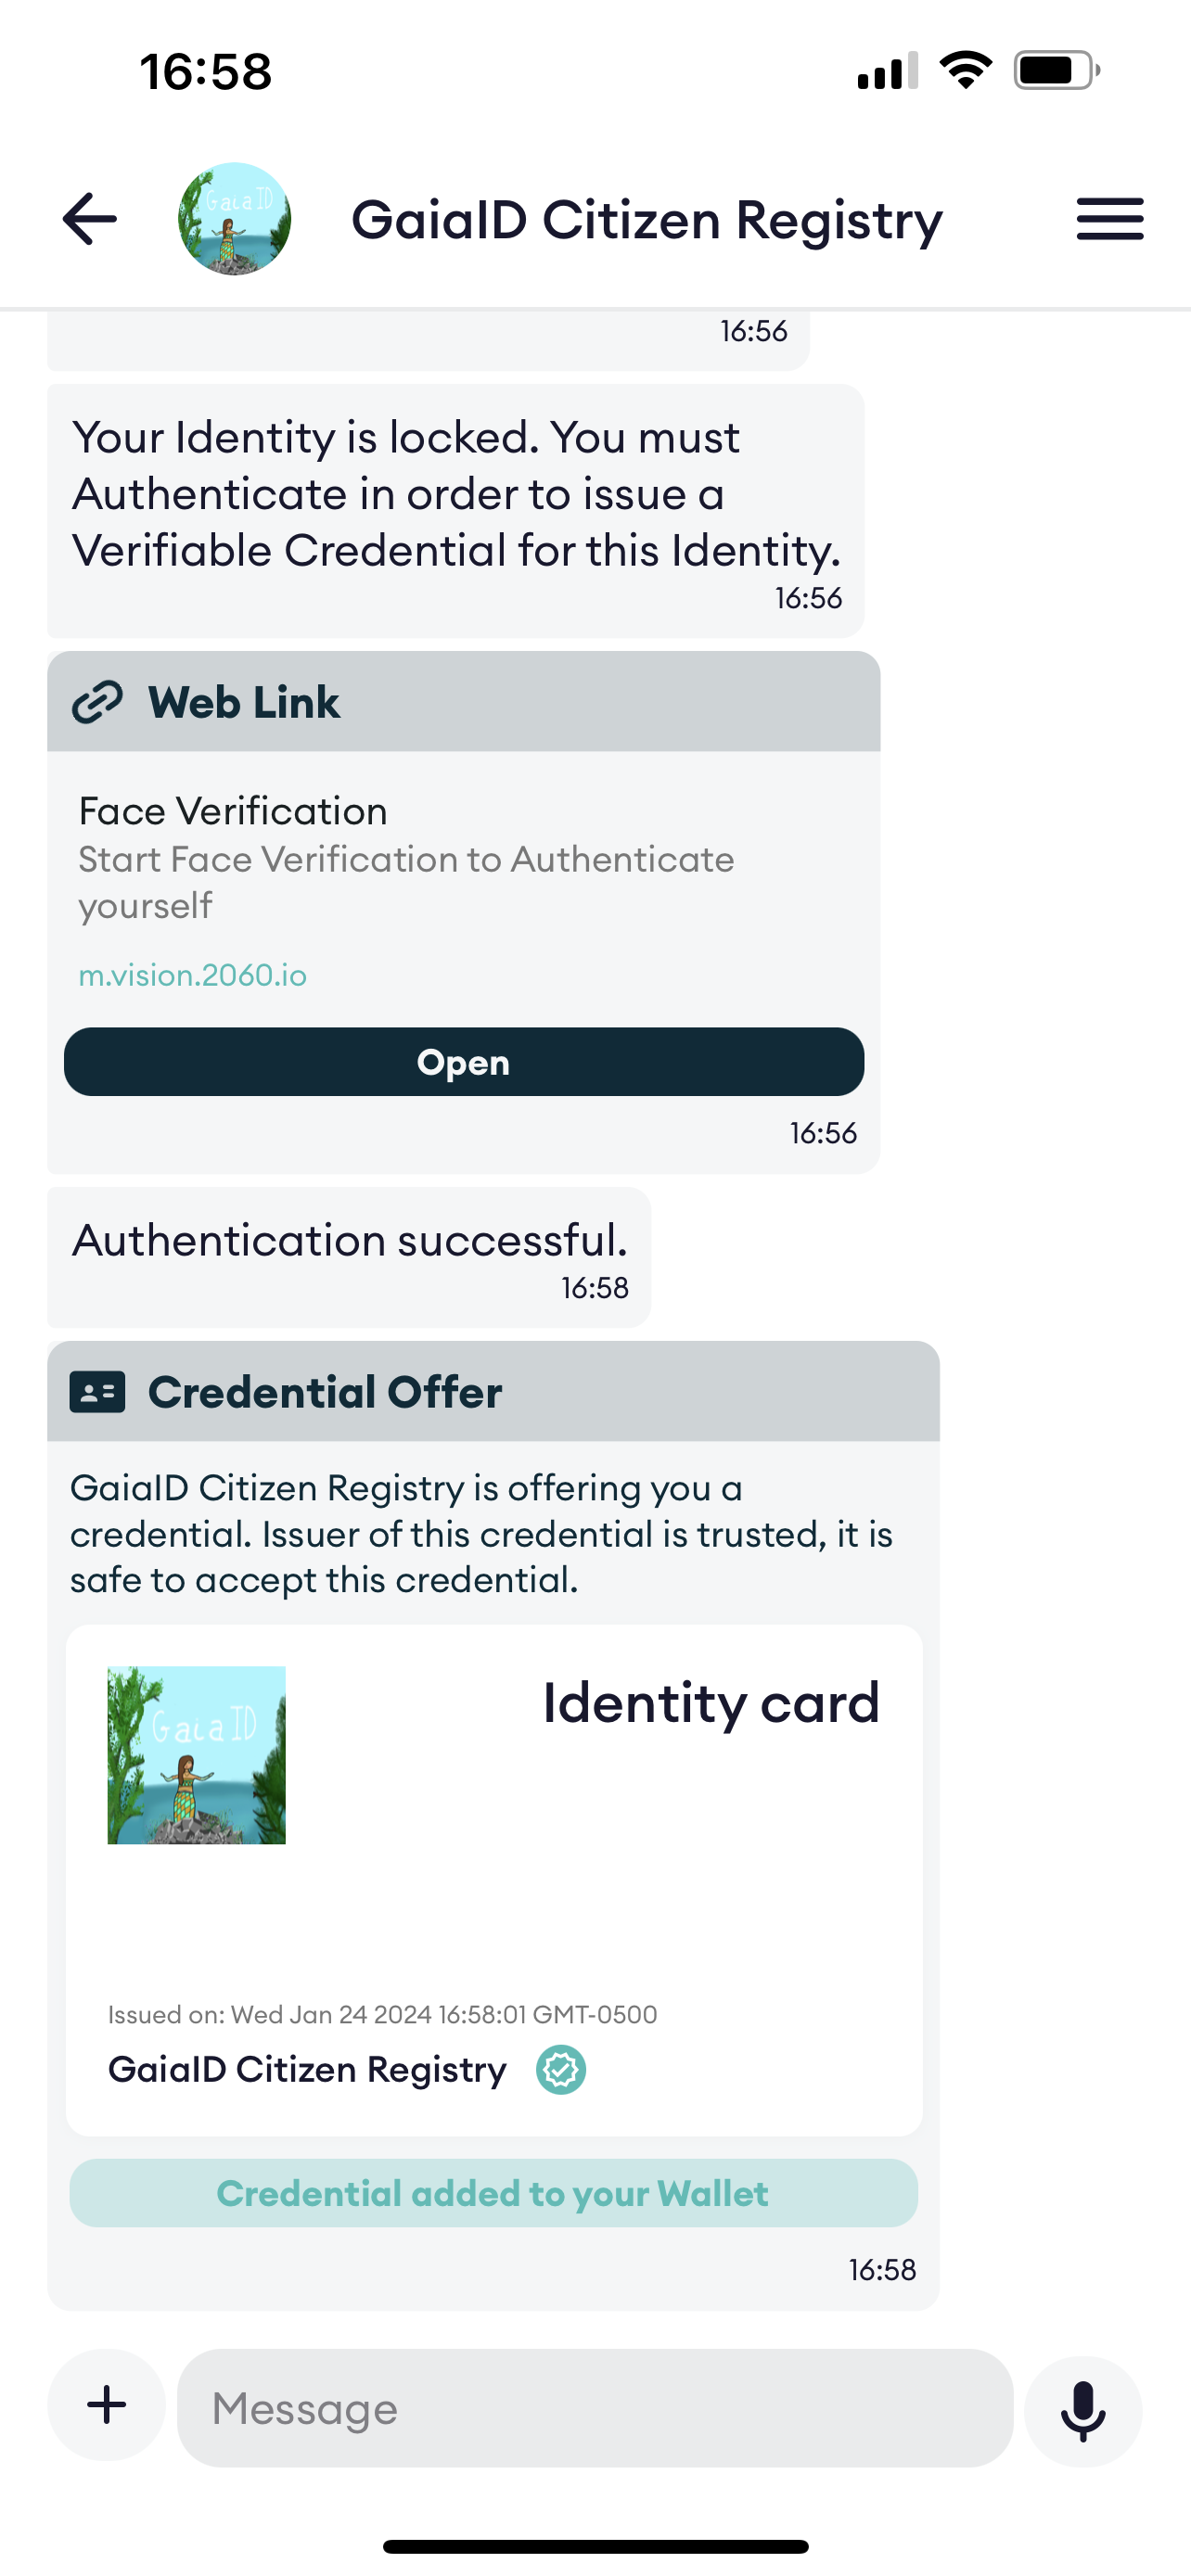 16:58
Gaia ID
GaiaID Citizen Registry
16:56
Your Identity is locked. You must
Authenticate in order to issue a
Verifiable Credential for this Identity.
16:56
Web Link
Face Verification
Start Face Verification to Authenticate
yourself
m.vision.2060.io
Open
16:56
Authentication successful.
16:58
Credential Offer
GaiaID Citizen Registry is offering you a
credential. Issuer of this credential is trusted, it is
safe to accept this credential.
Gaia ID
Identity card
Issued on: Wed Jan 24 2024 16:58:01 GMT-0500
GaiaID Citizen Registry
Credential added to your Wallet
16:58
Message